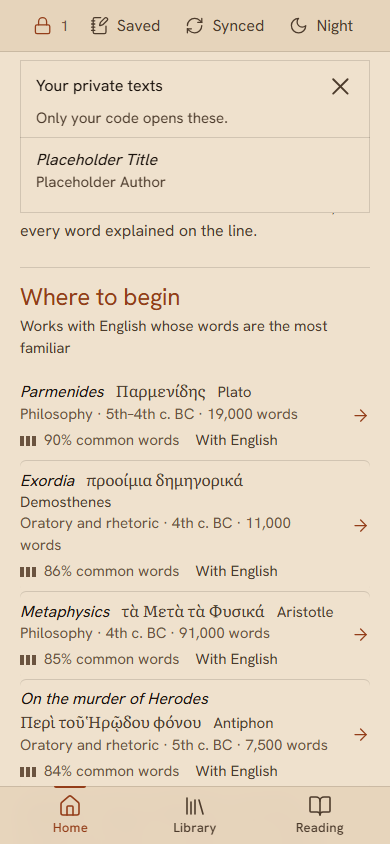 1 Saved Synced Night
Your private texts
Only your code opens these.
Placeholder Title
Placeholder Author
every word explained on the line.
Where to begin
Works with English whose words are the most
familiar
Parmenides Παρμενίδης Plato
Philosophy · 5th–4th c. BC · 19,000 words
90% common words With English
Exordia προοίμια δημηγορικά
Demosthenes
Oratory and rhetoric · 4th c. BC · 11,000
words
86% common words With English
Metaphysics τὰ Μετὰ τὰ Φυσικά Aristotle
Philosophy · 4th c. BC · 91,000 words
85% common words With English
On the murder of Herodes
Περὶ τοῦ Ἡρῴδου φόνου Antiphon
Oratory and rhetoric · 5th c. BC · 7,500 words
84% common words With English
Home Library Reading